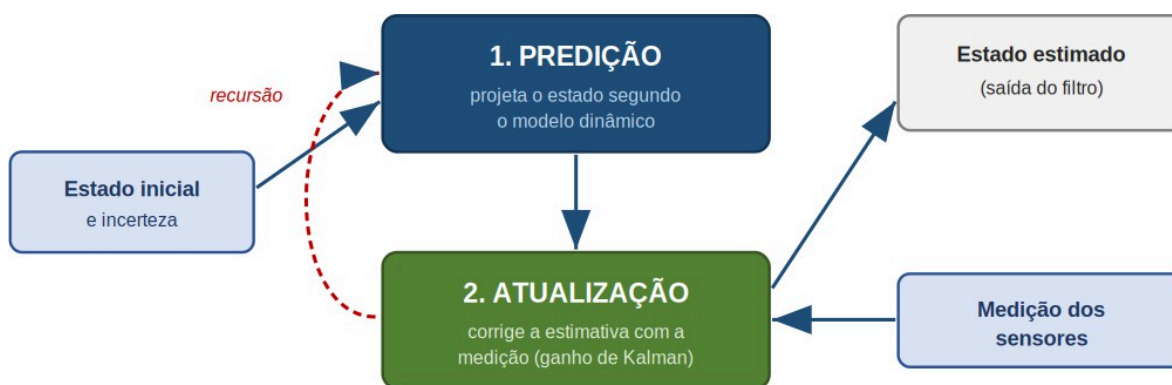 1. PREDIÇÃO
projeta o estado segundo
o modelo dinâmico
Estado estimado
(saída do filtro)
recursão
Estado inicial
e incerteza
2. ATUALIZAÇÃO
corrige a estimativa com a
medição (ganho de Kalman)
Medição dos
sensores